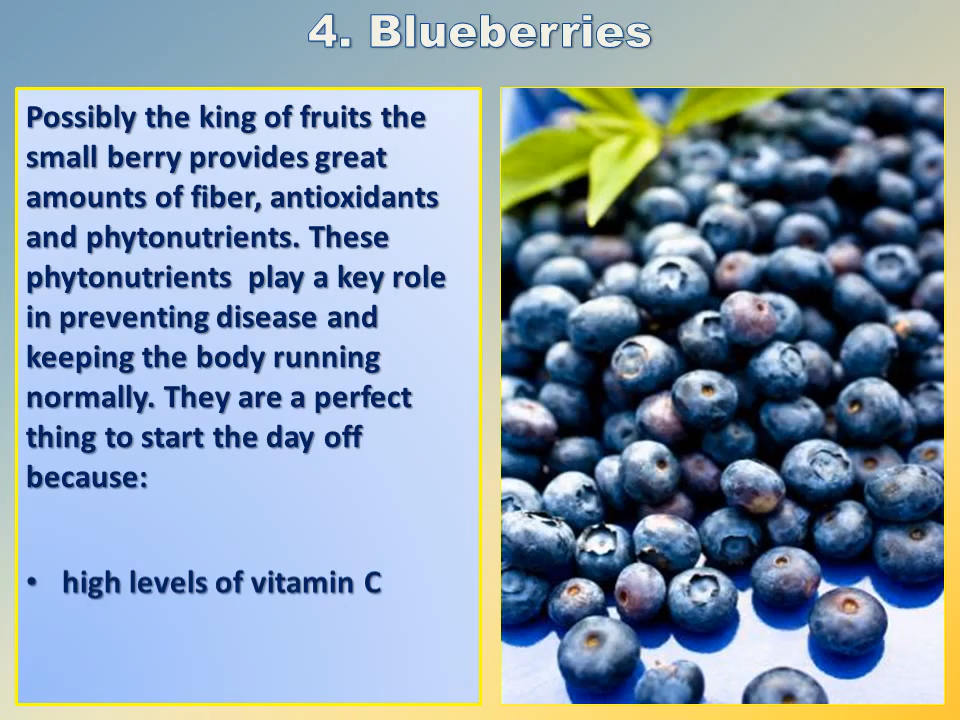 4. Blueberries
Possibly the king of fruits the
small berry provides great
amounts of fiber, antioxidants
and phytonutrients. These
phytonutrients  play a key role
in preventing disease and
keeping the body running
normally. They are a perfect
thing to start the day off
because:
• high levels of vitamin C